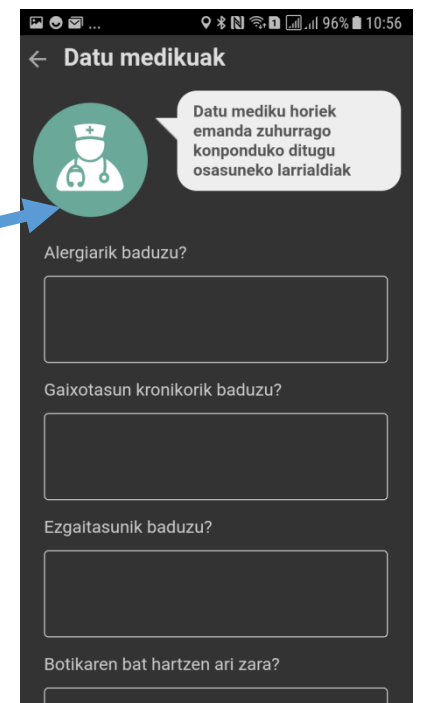 ... 1 96% 10:56
Datu medikuak
Datu mediku horiek
emanda zuhurrago
konponduko ditugu
osasuneko larrialdiak
Alergiarik baduzu?
Gaixotasun kronikorik baduzu?
Ezgaitasunik baduzu?
Botikaren bat hartzen ari zara?